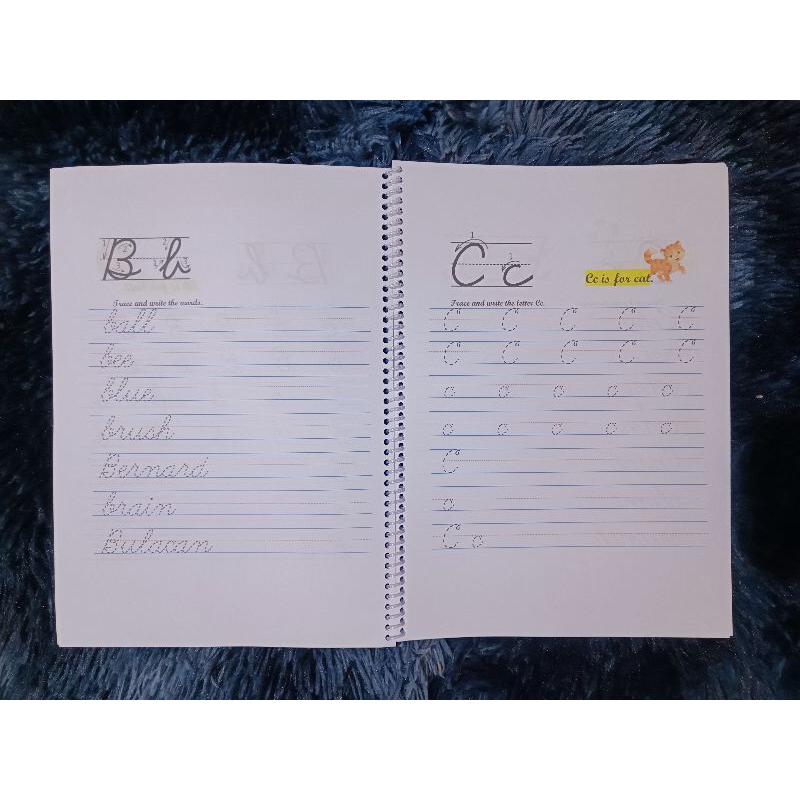 B b
Trace and write the words.
ball
bee
blue
brush
Bernard
brain
Bulacan
C c
Cc is for cat.
Trace and write the letter Cc.
C C C C C
C C C C C
c c c c c
c c c c c
C
c
C c